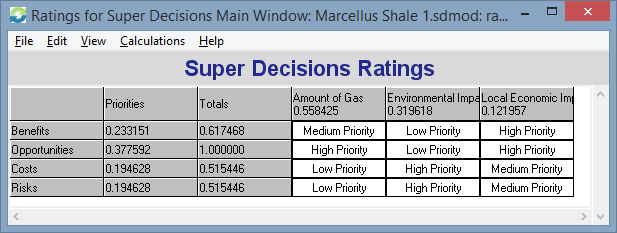 Ratings for Super Decisions Main Window: Marcellus Shale 1.sdmod: ra...
File Edit View Calculations Help
Super Decisions Ratings
Priorities Totals Amount of Gas 0.558425 Environmental Impa 0.319618 Local Economic Imp 0.121957
Benefits 0.233151 0.617468 Medium Priority Low Priority High Priority
Opportunities 0.377592 1.000000 High Priority Low Priority High Priority
Costs 0.194628 0.515446 Low Priority High Priority Medium Priority
Risks 0.194628 0.515446 Low Priority High Priority Medium Priority